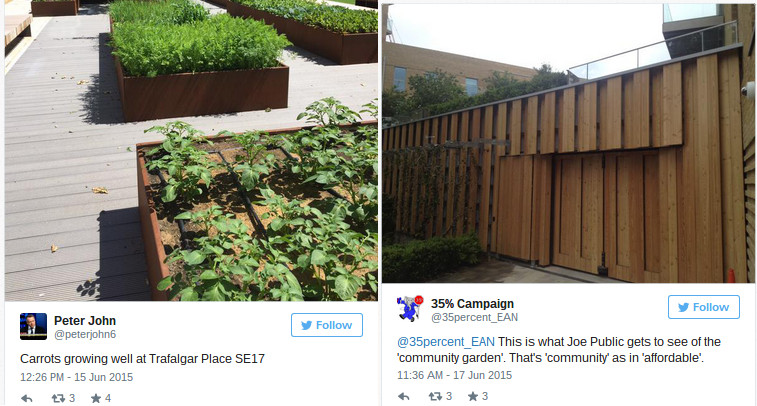 Peter John
@peterjohn6
Follow
Carrots growing well at Trafalgar Place SE17
12:26 PM - 15 Jun 2015
3
4
35% Campaign
@35percent_EAN
Follow
@35percent_EAN This is what Joe Public gets to see of the
'community garden'. That's 'community' as in 'affordable'.
11:36 AM - 17 Jun 2015
3
3